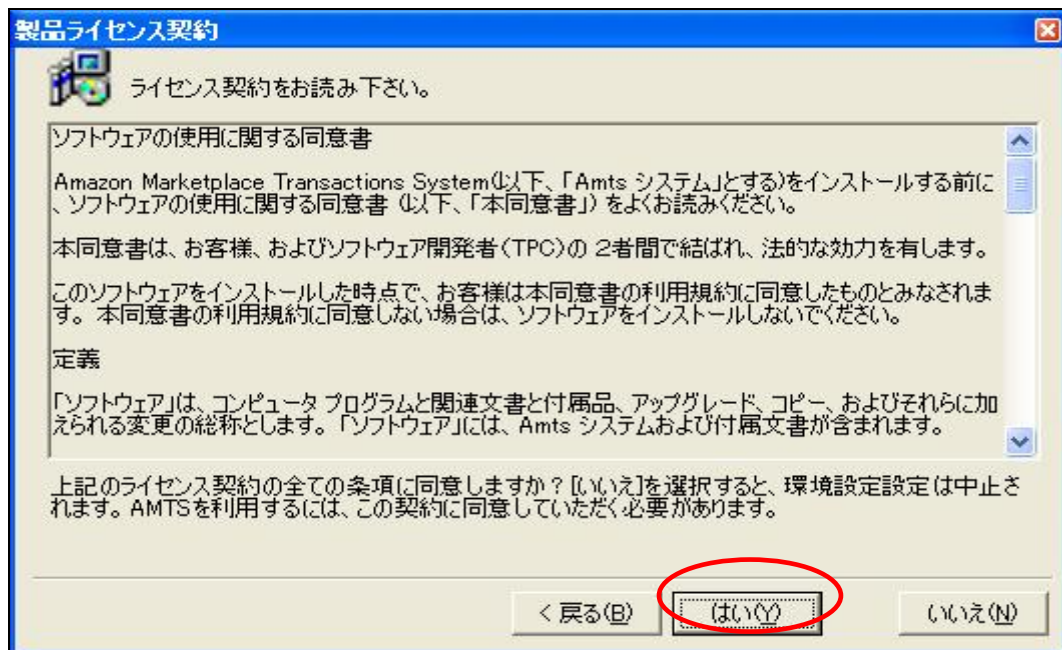 製品ライセンス契約
ライセンス契約をお読み下さい。
ソフトウェアの使用に関する同意書
Amazon Marketplace Transactions System(以下、「Amts システム」とする)をインストールする前に
、ソフトウェアの使用に関する同意書 (以下、「本同意書」) をよくお読みください。
本同意書は、お客様、およびソフトウェア開発者(TPC)の 2者間で結ばれ、法的な効力を有します。
このソフトウェアをインストールした時点で、お客様は本同意書の利用規約に同意したものとみなされま
す。本同意書の利用規約に同意しない場合は、ソフトウェアをインストールしないでください。
定義
「ソフトウェア」は、コンピュータ プログラムと関連文書と付属品、アップグレード、コピー、およびそれらに加
えられる変更の総称とします。「ソフトウェア」には、Amts システムおよび付属文書が含まれます。
上記のライセンス契約の全ての条項に同意しますか？[いいえ]を選択すると、環境設定設定は中止さ
れます。AMTSを利用するには、この契約に同意していただく必要があります。
< 戻る(B)
はい(Y)
いいえ(N)